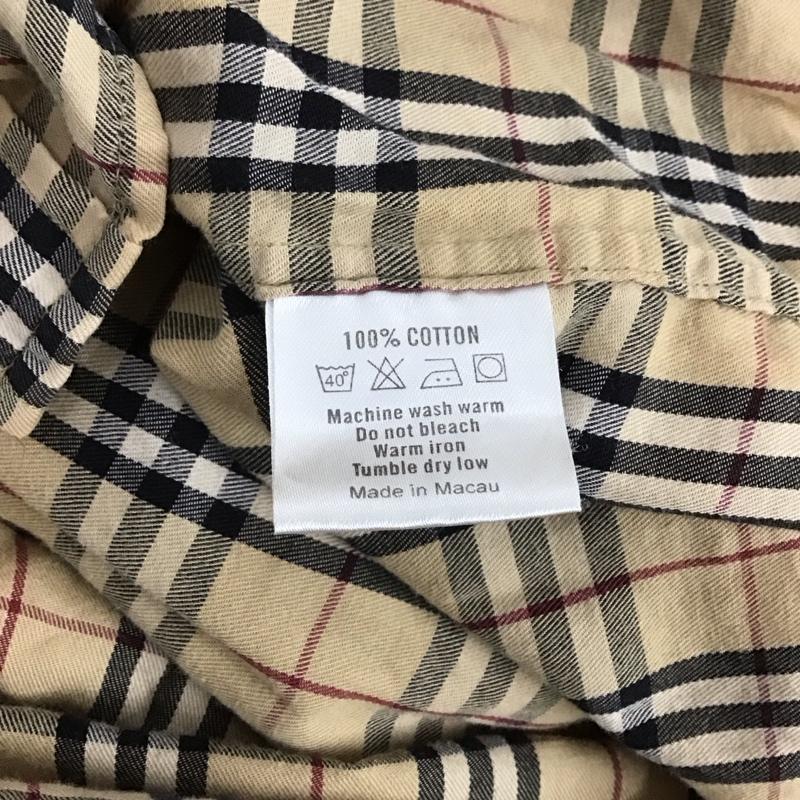 100% COTTON
40°
Machine wash warm
Do not bleach
Warm iron
Tumble dry low
Made in Macau